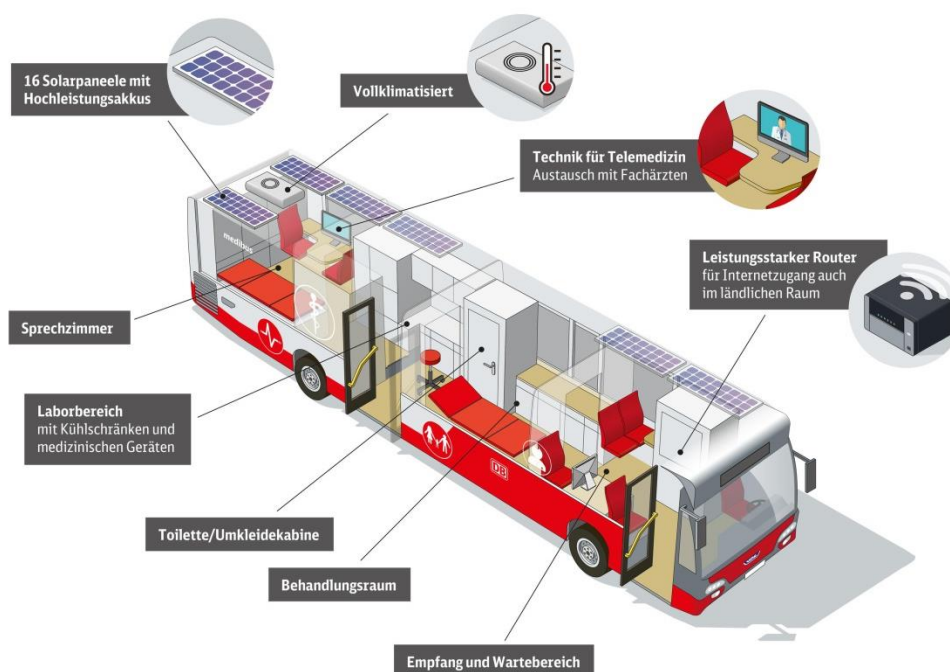 16 Solarpaneele mit
Hochleistungsakkus
Vollklimatisiert
Technik für Telemedizin
Austausch mit Fachärzten
Leistungsstarker Router
für Internetzugang auch
im ländlichen Raum
medibus
Sprechzimmer
Laborbereich
mit Kühlschränken und
medizinischen Geräten
DB
Toilette/Umkleidekabine
Behandlungsraum
Empfang und Wartebereich